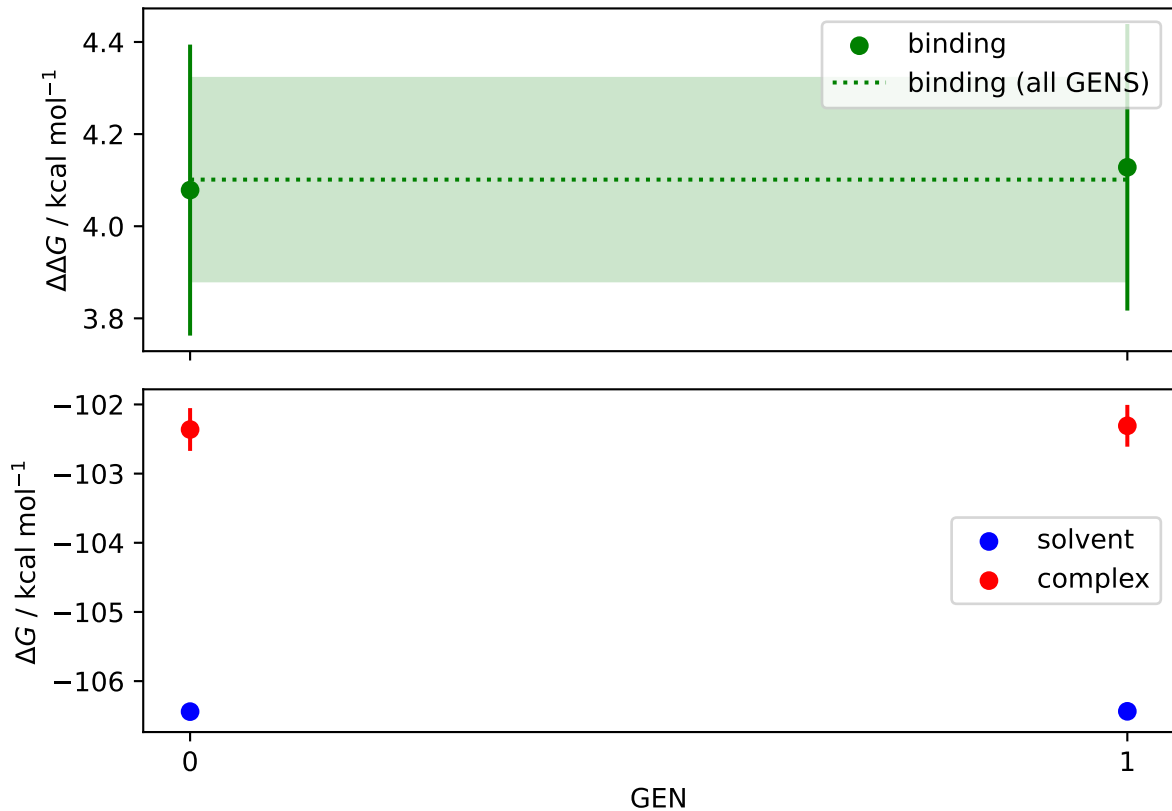 4.4
4.2
4.0
3.8
ΔΔG / kcal mol⁻¹
binding
binding (all GENS)
−102
−103
−104
−105
−106
ΔG / kcal mol⁻¹
solvent
complex
0
1
GEN